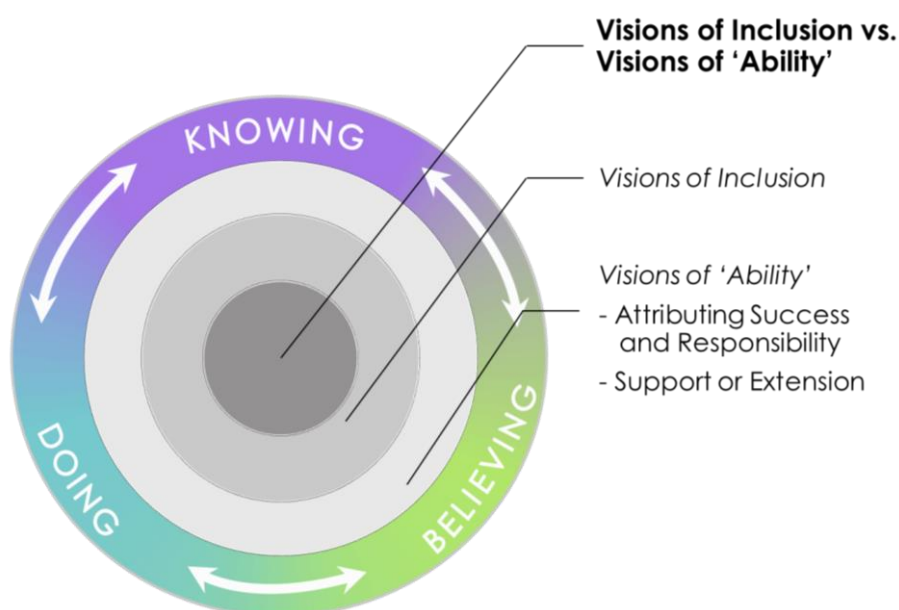 Visions of Inclusion vs.
Visions of ‘Ability’
KNOWING
Visions of Inclusion
Visions of ‘Ability’
- Attributing Success
and Responsibility
- Support or Extension
DOING
BELIEVING